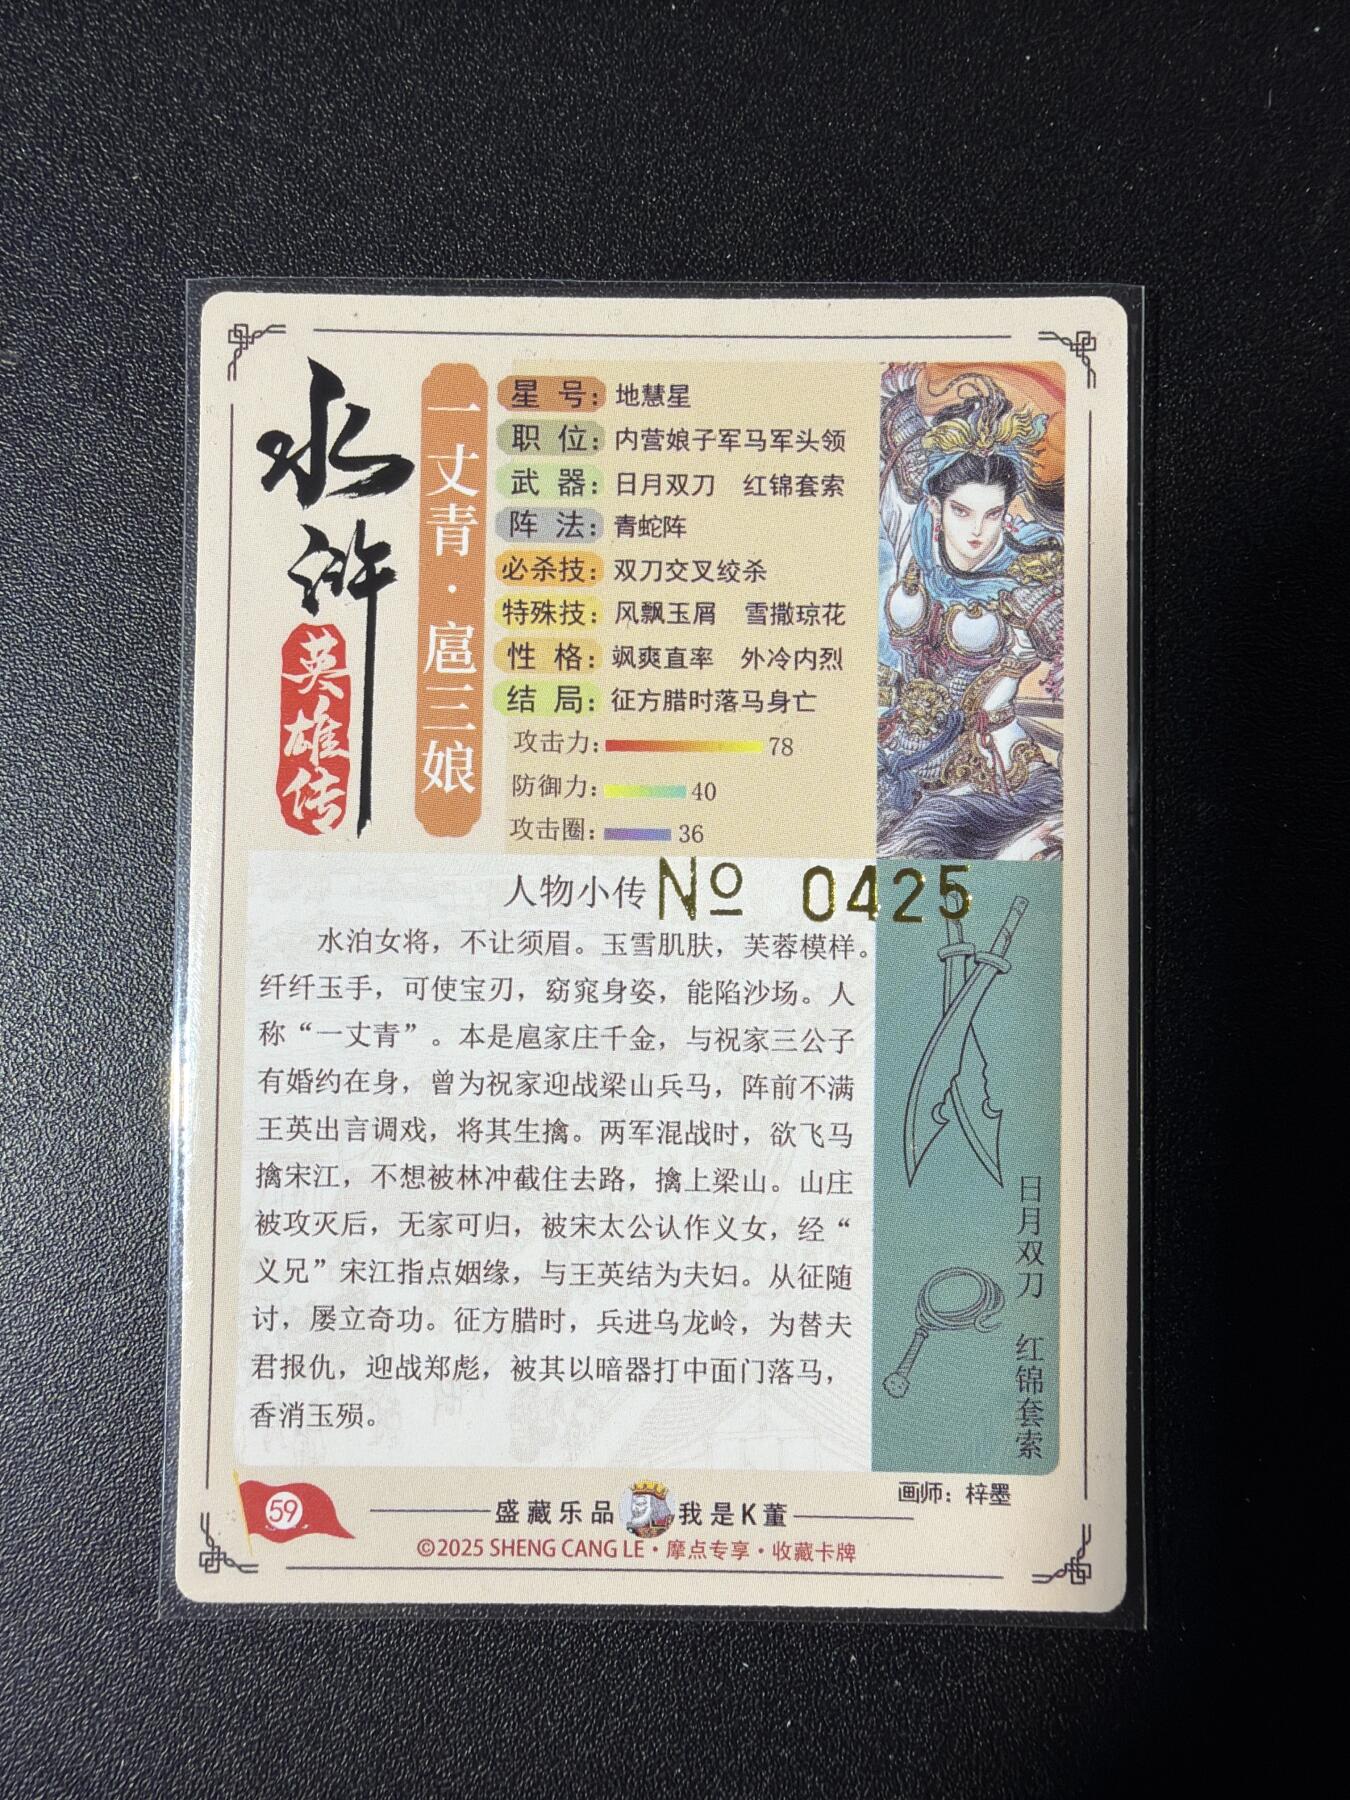 水浒
英雄传
一丈青·扈三娘
星号：地慧星
职位：内营娘子军马军头领
武器：日月双刀 红锦套索
阵法：青蛇阵
必杀技：双刀交叉绞杀
特殊技：风飘玉屑 雪撒琼花
性格：飒爽直率 外冷内烈
结局：征方腊时落马身亡
攻击力：78
防御力：40
攻击圈：36
人物小传
No 0425
水泊女将，不让须眉。玉雪肌肤，芙蓉模样。
纤纤玉手，可使宝刃，窈窕身姿，能陷沙场。人
称“一丈青”。本是扈家庄千金，与祝家三公子
有婚约在身，曾为祝家迎战梁山兵马，阵前不满
王英出言调戏，将其生擒。两军混战时，欲飞马
擒宋江，不想被林冲截住去路，擒上梁山。山庄
被攻灭后，无家可归，被宋太公认作义女，经“
义兄”宋江指点姻缘，与王英结为夫妇。从征随
讨，屡立奇功。征方腊时，兵进乌龙岭，为替夫
君报仇，迎战郑彪，被其以暗器打中面门落马，
香消玉殒。
日月双刀 红锦套索
画师：梓墨
59
盛藏乐品 我是K董
©2025 SHENG CANG LE·摩点专享·收藏卡牌